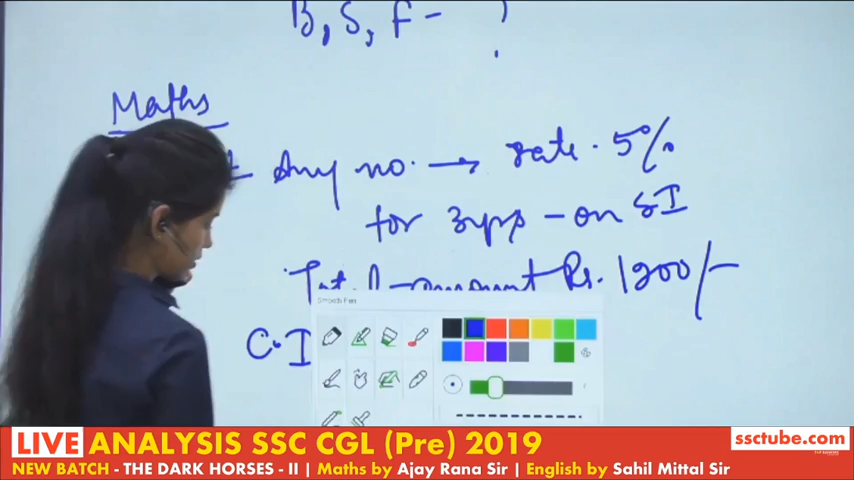 B, S, F - ?
Maths
Any no. → rate. 5%
for 3yrs - on SI
Total amount Rs. 1200/-
C.I
Smooth Pen
LIVE ANALYSIS SSC CGL (Pre) 2019
ssctube.com
NEW BATCH - THE DARK HORSES - II | Maths by Ajay Rana Sir | English by Sahil Mittal Sir